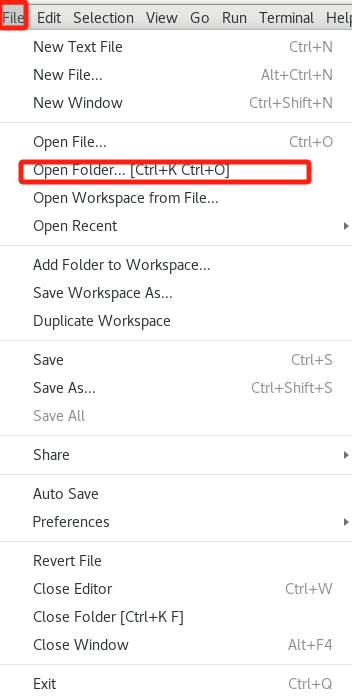 File Edit Selection View Go Run Terminal Help
New Text File Ctrl+N
New File... Alt+Ctrl+N
New Window Ctrl+Shift+N
Open File... Ctrl+O
Open Folder... [Ctrl+K Ctrl+O]
Open Workspace from File...
Open Recent
Add Folder to Workspace...
Save Workspace As...
Duplicate Workspace
Save Ctrl+S
Save As... Ctrl+Shift+S
Save All
Share
Auto Save
Preferences
Revert File
Close Editor Ctrl+W
Close Folder [Ctrl+K F]
Close Window Alt+F4
Exit Ctrl+Q